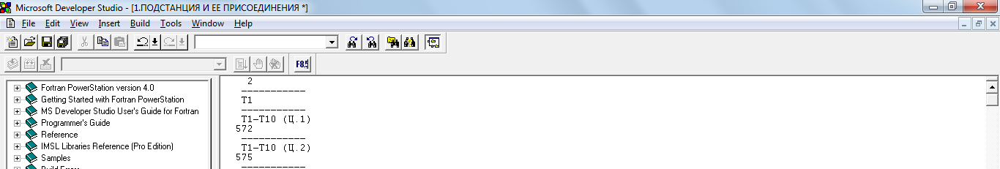 Microsoft Developer Studio - [1.ПОДСТАНЦИЯ И ЕЕ ПРИСОЕДИНЕНИЯ *]
File Edit View Insert Build Tools Window Help
F8.5
Fortran PowerStation version 4.0
Getting Started with Fortran PowerStation
MS Developer Studio User's Guide for Fortran
Programmer's Guide
Reference
IMSL Libraries Reference (Pro Edition)
Samples
Build Errors
2
-----------
T1
-----------
T1-T10 (Ц.1)
572
-----------
T1-T10 (Ц.2)
575
-----------